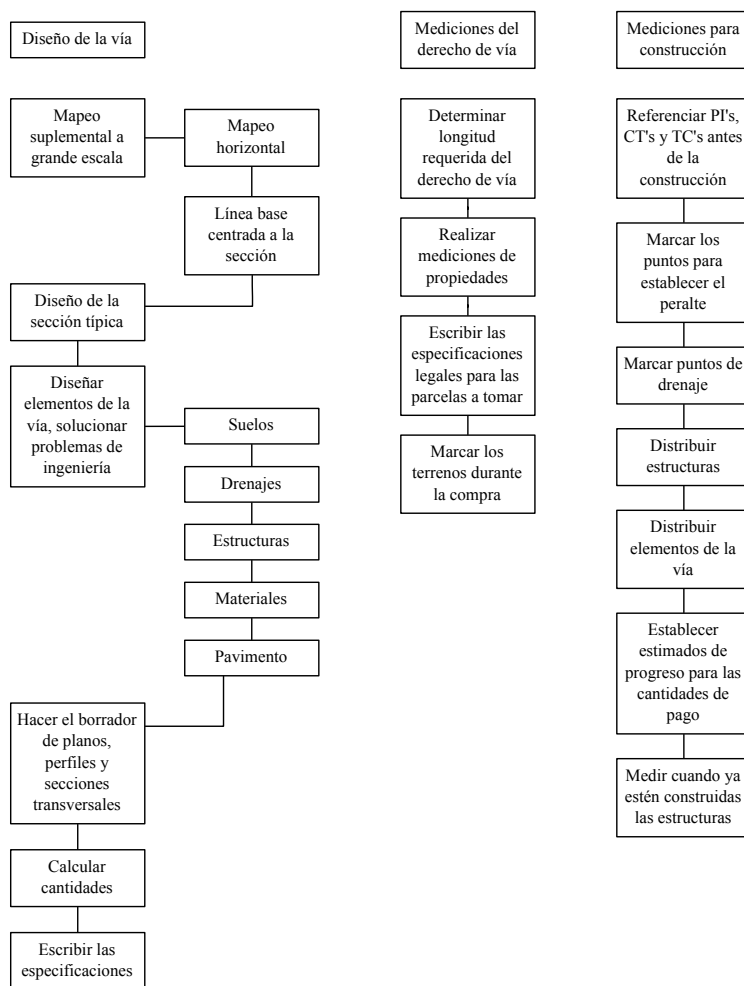 Diseño de la vía
Mapeo
suplemental a
grande escala
Mapeo
horizontal
Línea base
centrada a la
sección
Diseño de la
sección típica
Diseñar
elementos de la
vía, solucionar
problemas de
ingeniería
Suelos
Drenajes
Estructuras
Materiales
Pavimento
Hacer el borrador
de planos,
perfiles y
secciones
transversales
Calcular
cantidades
Escribir las
especificaciones
Mediciones del
derecho de vía
Determinar
longitud
requerida del
derecho de vía
Realizar
mediciones de
propiedades
Escribir las
especificaciones
legales para las
parcelas a tomar
Marcar los
terrenos durante
la compra
Mediciones para
construcción
Referenciar PI's,
CT's y TC's antes
de la
construcción
Marcar los
puntos para
establecer el
peralte
Marcar puntos de
drenaje
Distribuir
estructuras
Distribuir
elementos de la
vía
Establecer
estimados de
progreso para las
cantidades de
pago
Medir cuando ya
estén construidas
las estructuras